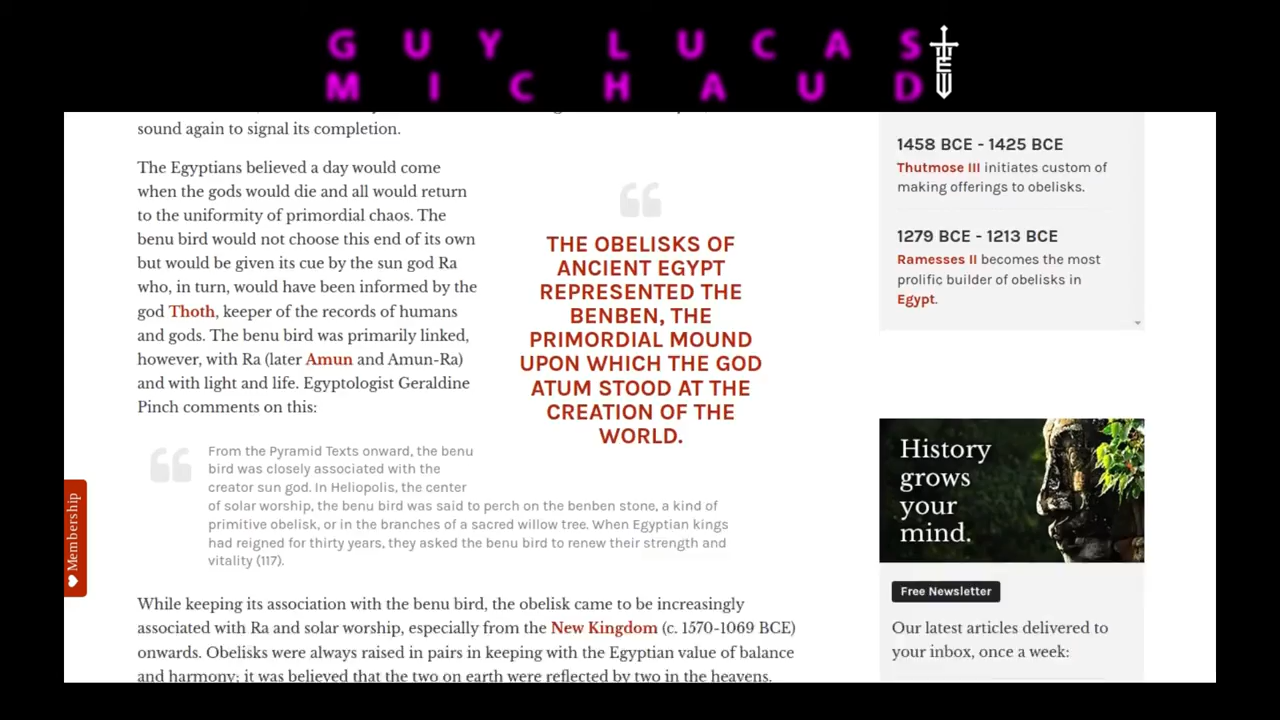 GUY LUCAS
MICHAUD
sound again to signal its completion.
The Egyptians believed a day would come
when the gods would die and all would return
to the uniformity of primordial chaos. The
benu bird would not choose this end of its own
but would be given its cue by the sun god Ra
who, in turn, would have been informed by the
god Thoth, keeper of the records of humans
and gods. The benu bird was primarily linked,
however, with Ra (later Amun and Amun-Ra)
and with light and life. Egyptologist Geraldine
Pinch comments on this:
THE OBELISKS OF
ANCIENT EGYPT
REPRESENTED THE
BENBEN, THE
PRIMORDIAL MOUND
UPON WHICH THE GOD
ATUM STOOD AT THE
CREATION OF THE
WORLD.
From the Pyramid Texts onward, the benu
bird was closely associated with the
creator sun god. In Heliopolis, the center
of solar worship, the benu bird was said to perch on the benben stone, a kind of
primitive obelisk, or in the branches of a sacred willow tree. When Egyptian kings
had reigned for thirty years, they asked the benu bird to renew their strength and
vitality (117).
While keeping its association with the benu bird, the obelisk came to be increasingly
associated with Ra and solar worship, especially from the New Kingdom (c. 1570-1069 BCE)
onwards. Obelisks were always raised in pairs in keeping with the Egyptian value of balance
and harmony; it was believed that the two on earth were reflected by two in the heavens.
Membership
1458 BCE - 1425 BCE
Thutmose III initiates custom of
making offerings to obelisks.
1279 BCE - 1213 BCE
Ramesses II becomes the most
prolific builder of obelisks in
Egypt.
History
grows
your
mind.
Free Newsletter
Our latest articles delivered to
your inbox, once a week: